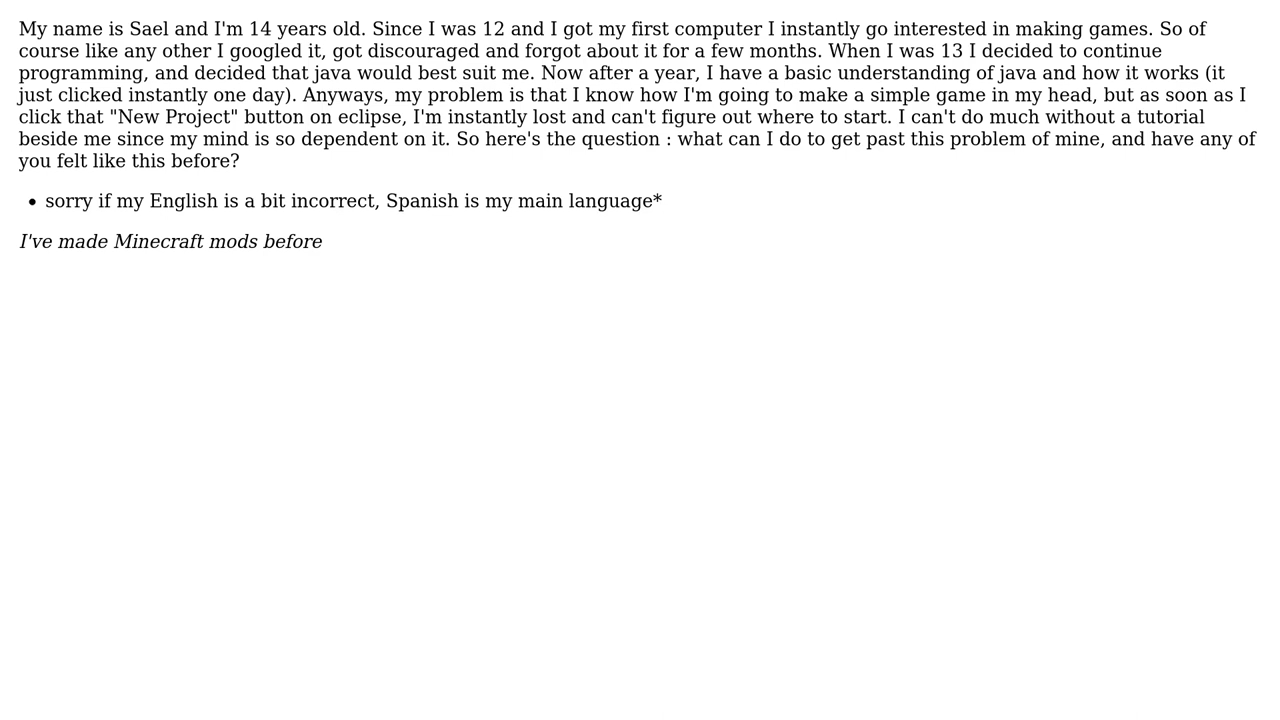 My name is Sael and I'm 14 years old. Since I was 12 and I got my first computer I instantly go interested in making games. So of
course like any other I googled it, got discouraged and forgot about it for a few months. When I was 13 I decided to continue
programming, and decided that java would best suit me. Now after a year, I have a basic understanding of java and how it works (it
just clicked instantly one day). Anyways, my problem is that I know how I'm going to make a simple game in my head, but as soon as I
click that "New Project" button on eclipse, I'm instantly lost and can't figure out where to start. I can't do much without a tutorial
beside me since my mind is so dependent on it. So here's the question : what can I do to get past this problem of mine, and have any of
you felt like this before?
• sorry if my English is a bit incorrect, Spanish is my main language*
I've made Minecraft mods before